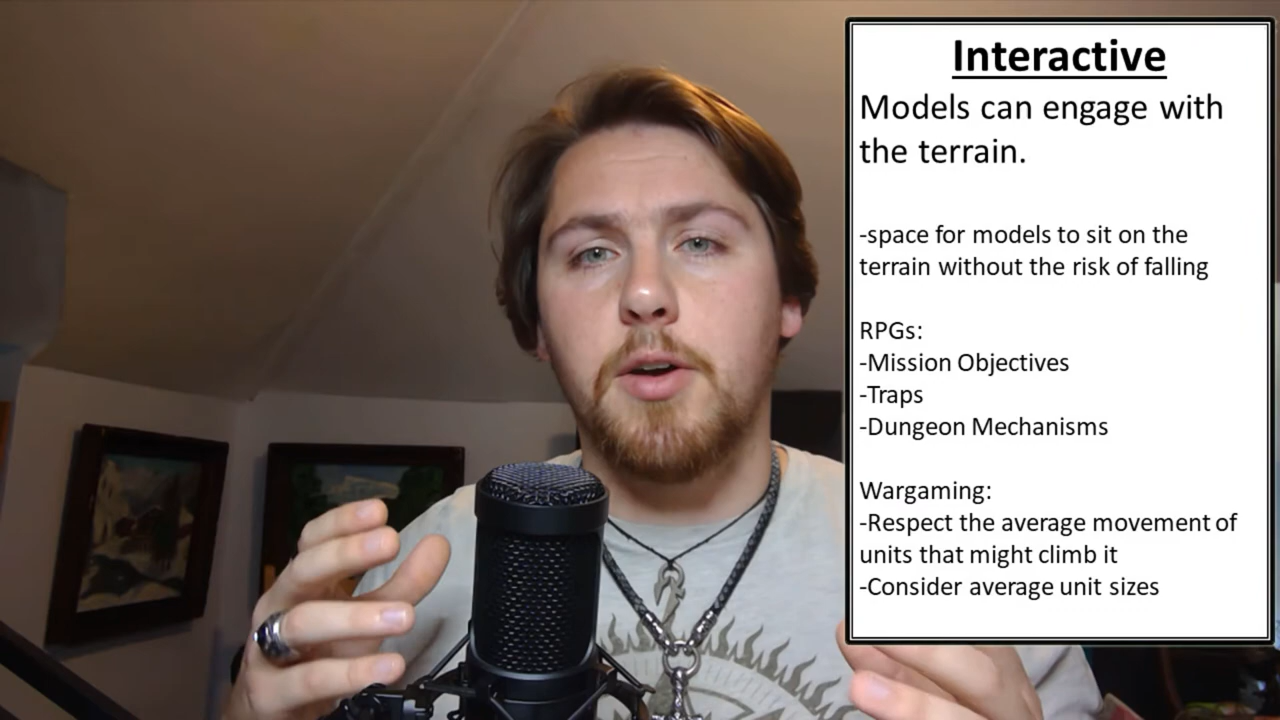 Interactive
Models can engage with
the terrain.
-space for models to sit on the
terrain without the risk of falling
RPGs:
-Mission Objectives
-Traps
-Dungeon Mechanisms
Wargaming:
-Respect the average movement of
units that might climb it
-Consider average unit sizes